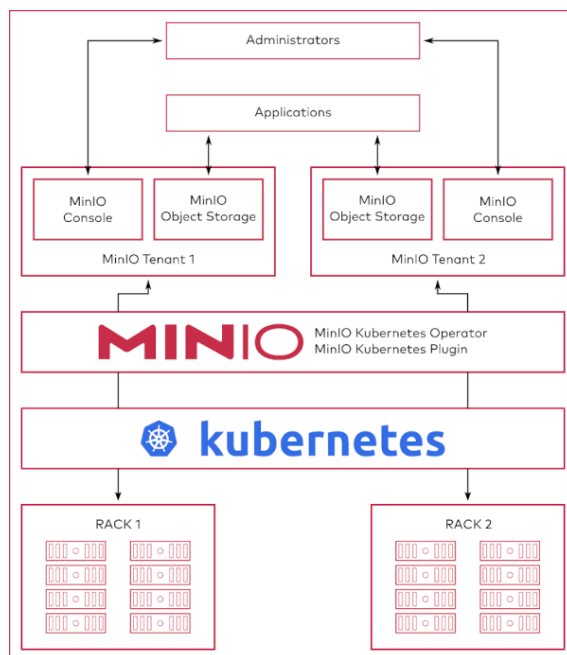 Administrators
Applications
MinIO
Console
MinIO
Object Storage
MinIO Tenant 1
MinIO
Object Storage
MinIO
Console
MinIO Tenant 2
MINIO
MinIO Kubernetes Operator
MinIO Kubernetes Plugin
kubernetes
RACK 1
RACK 2